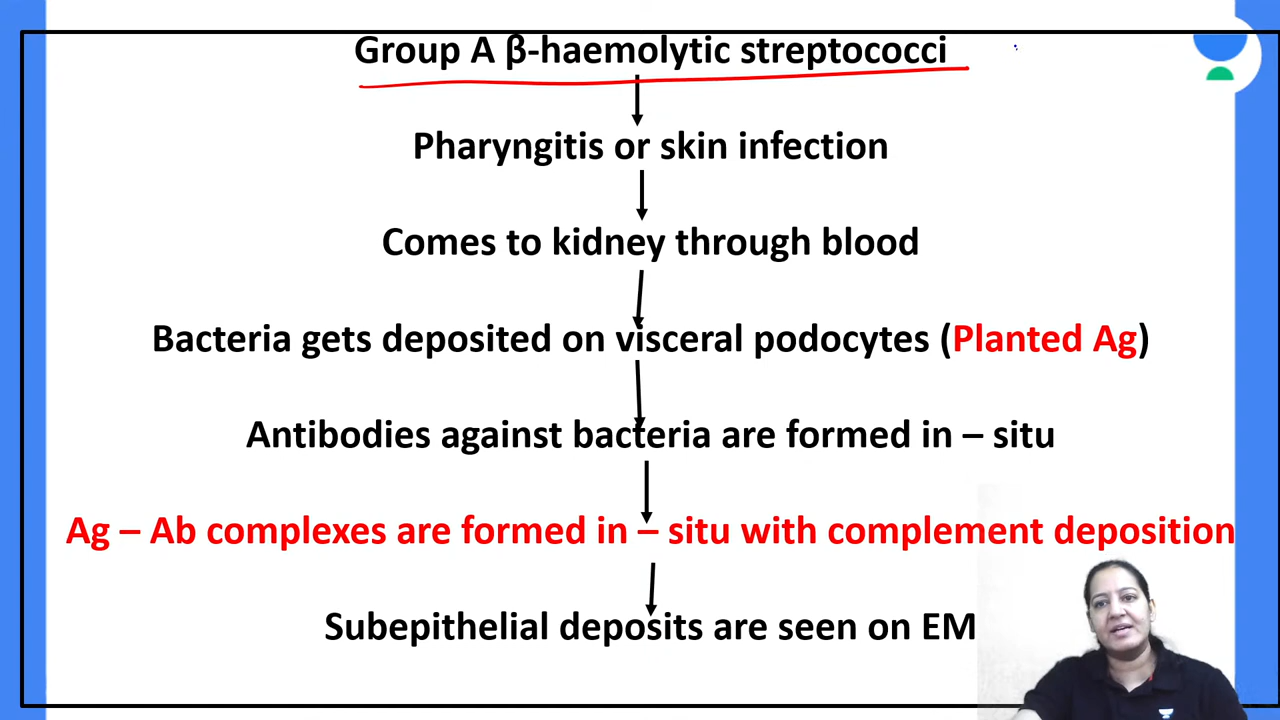 Group A β-haemolytic streptococci
Pharyngitis or skin infection
Comes to kidney through blood
Bacteria gets deposited on visceral podocytes (Planted Ag)
Antibodies against bacteria are formed in – situ
Ag – Ab complexes are formed in – situ with complement deposition
Subepithelial deposits are seen on EM